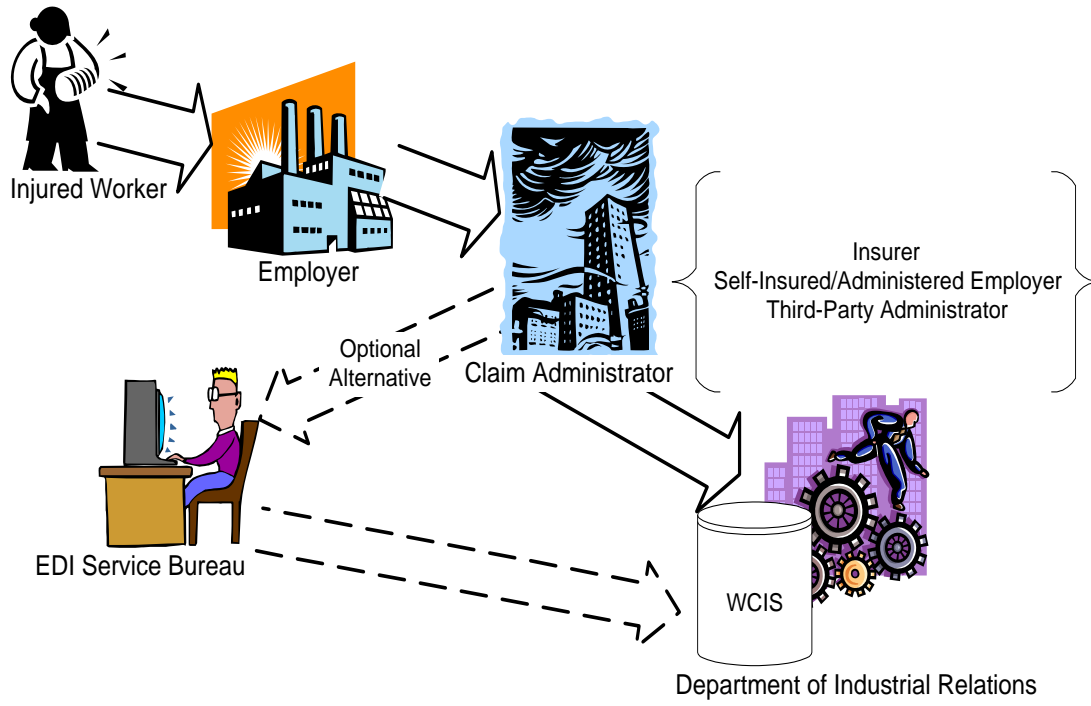 Injured Worker
Employer
Insurer
Self-Insured/Administered Employer
Third-Party Administrator
Optional
Alternative
Claim Administrator
EDI Service Bureau
WCIS
Department of Industrial Relations